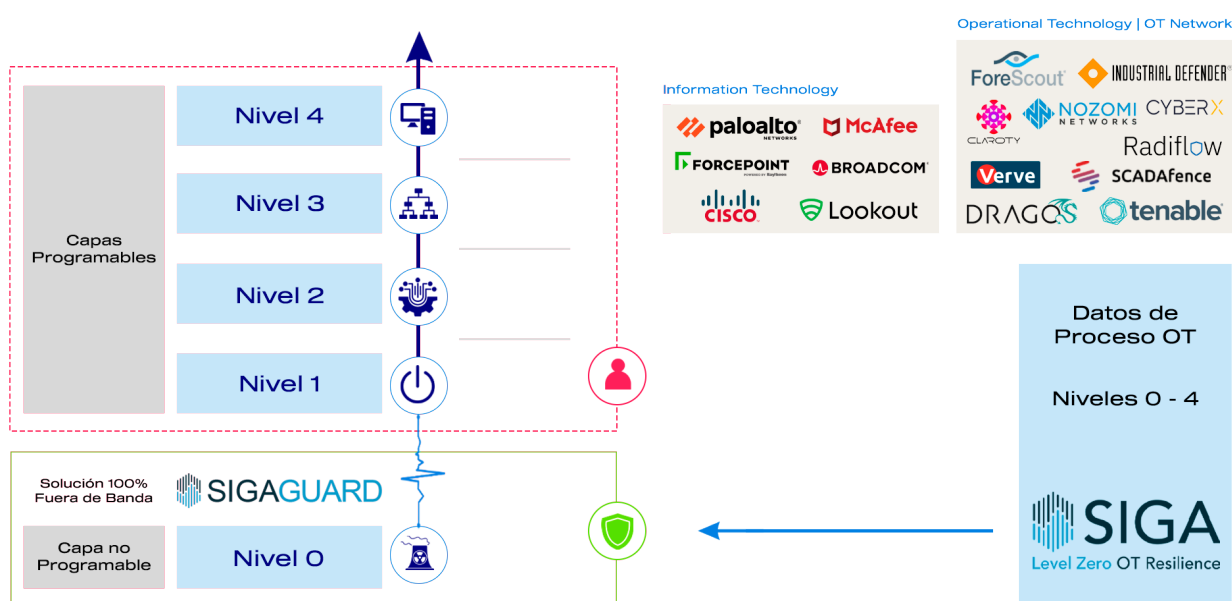 Operational Technology | OT Network
Information Technology
ForeScout
INDUSTRIAL DEFENDER
CLAROTY
NOZOMI
NETWORKS
CYBERX
Radiflow
Verve
SCADAfence
DRAGOS
tenable
paloalto
NETWORKS
McAfee
FORCEPOINT
BROADCOM
CISCO
Lookout
Capas
Programables
Nivel 4
Nivel 3
Nivel 2
Nivel 1
Solución 100%
Fuera de Banda
SIGAGUARD
Capa no
Programable
Nivel 0
Datos de
Proceso OT
Niveles 0 - 4
SIGA
Level Zero OT Resilience